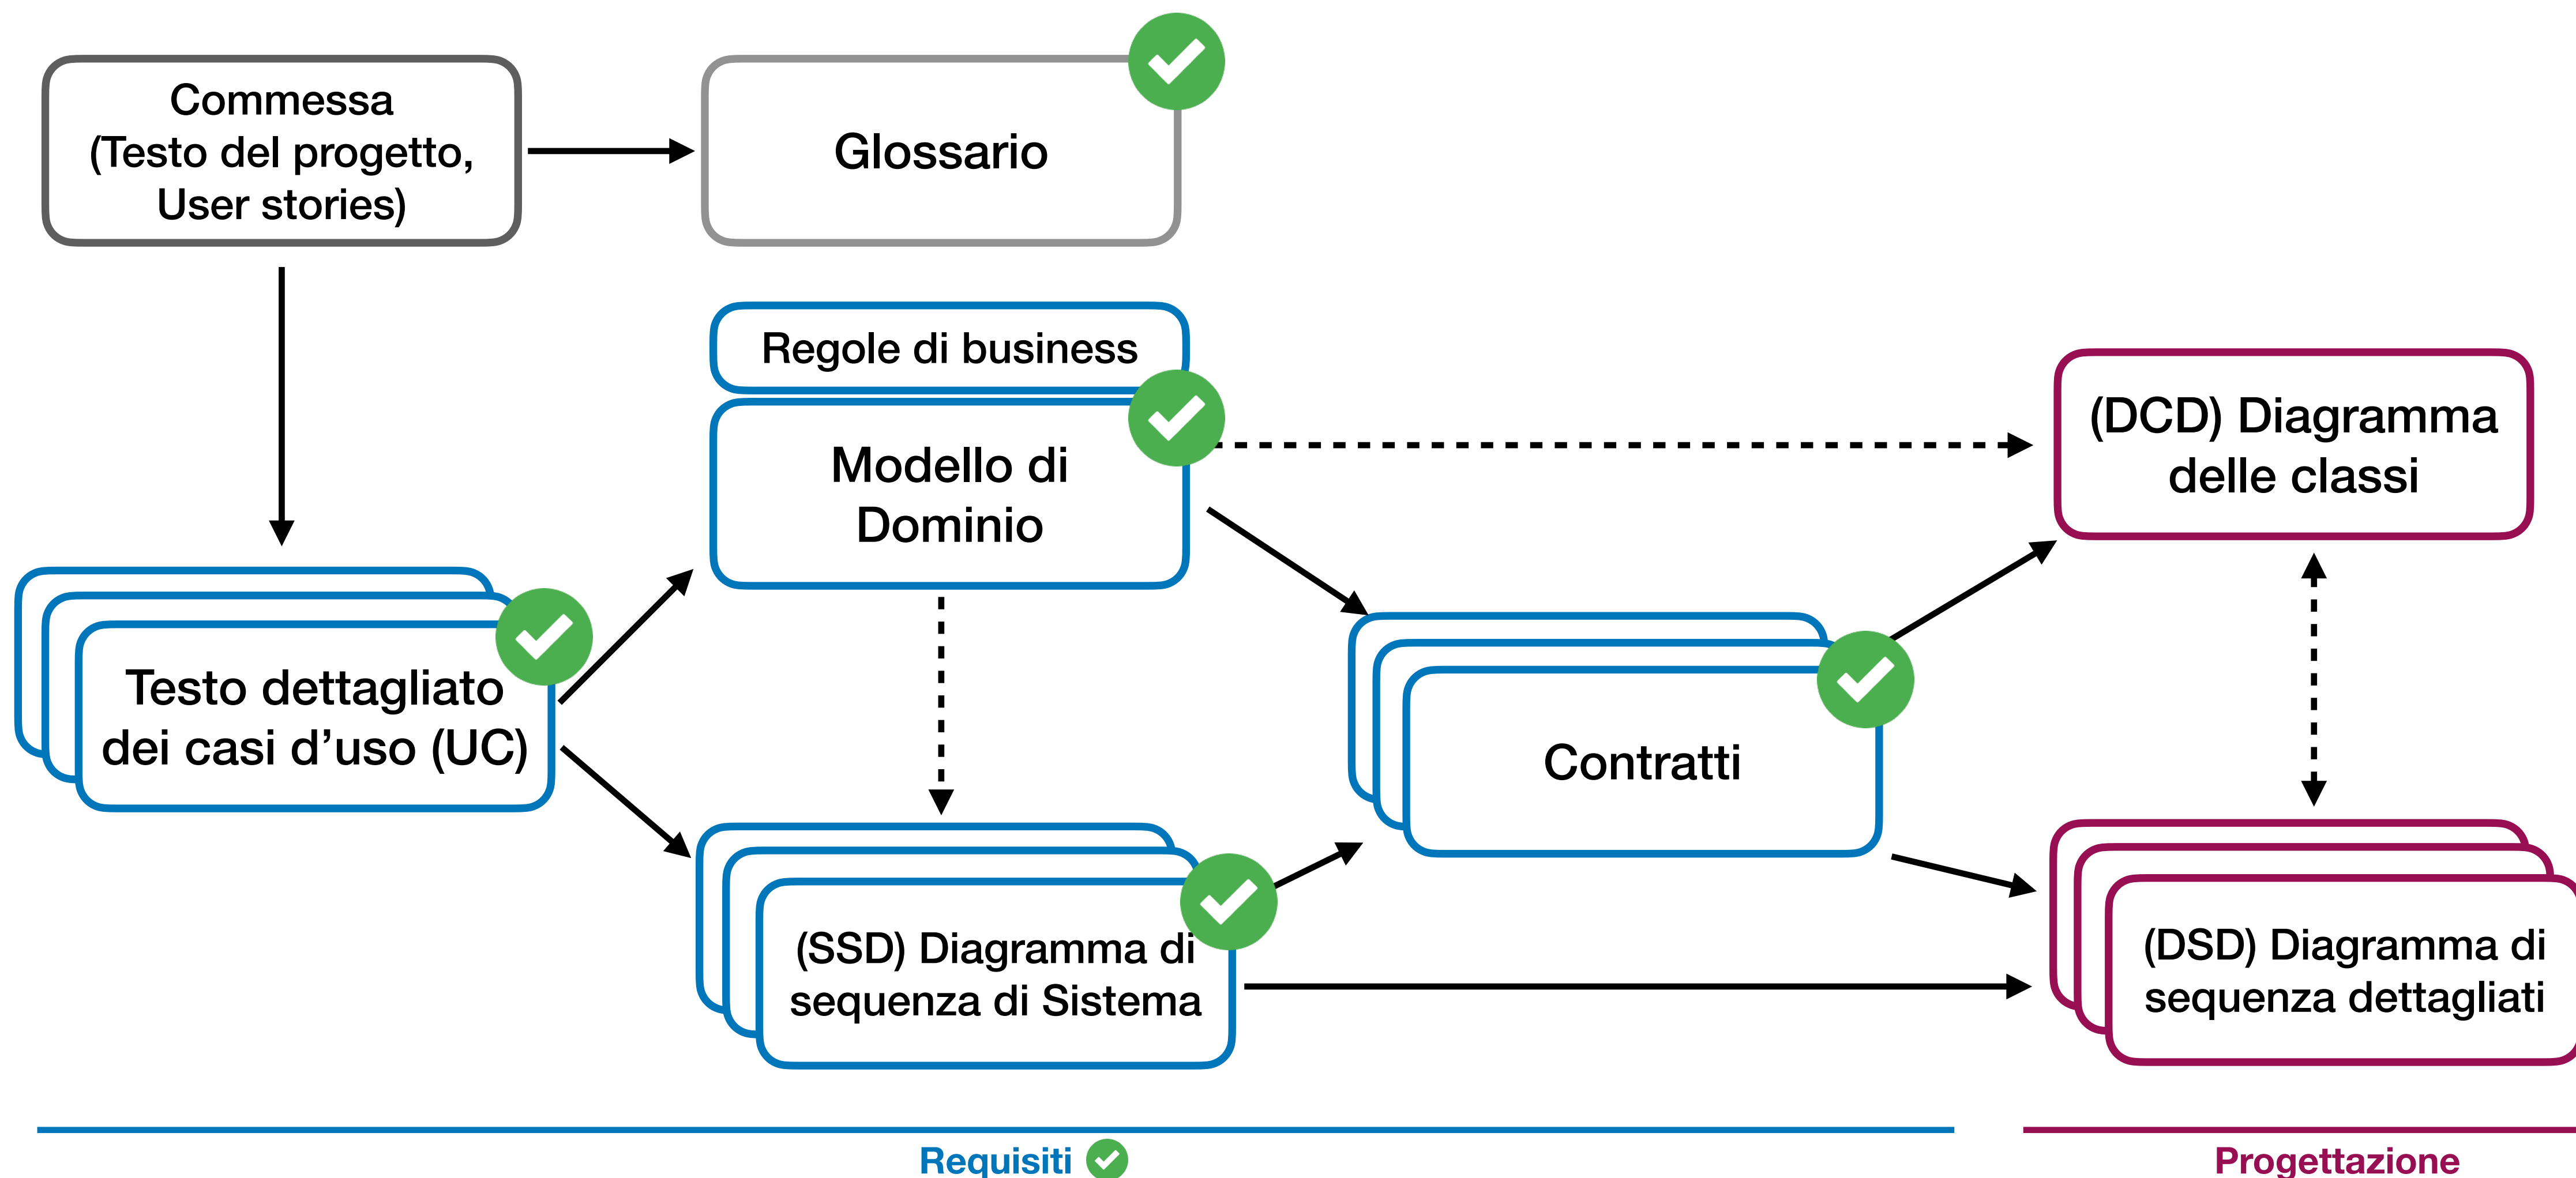 Commessa
(Testo del progetto,
User stories)
Glossario
Regole di business
Modello di
Dominio
(DCD) Diagramma
delle classi
Testo dettagliato
dei casi d'uso (UC)
Contratti
(SSD) Diagramma di
sequenza di Sistema
(DSD) Diagramma di
sequenza dettagliati
Requisiti
Progettazione